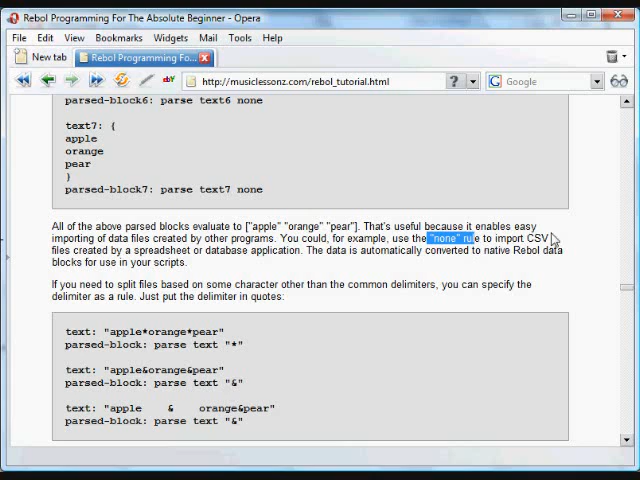 Rebol Programming For The Absolute Beginner - Opera
File Edit View Bookmarks Widgets Mail Tools Help
New tab Rebol Programming Fo...
http://musiclessonz.com/rebol_tutorial.html ? Google
parsed-block6: parse text6 none
text7: {
apple
orange
pear
}
parsed-block7: parse text7 none
All of the above parsed blocks evaluate to ["apple" "orange" "pear"]. That's useful because it enables easy
importing of data files created by other programs. You could, for example, use the "none" rule to import CSV
files created by a spreadsheet or database application. The data is automatically converted to native Rebol data
blocks for use in your scripts.
If you need to split files based on some character other than the common delimiters, you can specify the
delimiter as a rule. Just put the delimiter in quotes:
text: "apple*orange*pear"
parsed-block: parse text "*"
text: "apple&orange&pear"
parsed-block: parse text "&"
text: "apple    &    orange&pear"
parsed-block: parse text "&"